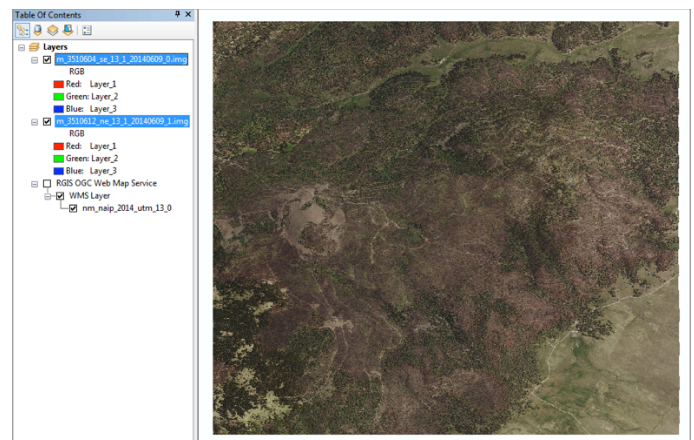 Table Of Contents
Layers
m_3510604_se_13_1_20140609_0.img
RGB
Red: Layer_1
Green: Layer_2
Blue: Layer_3
m_3510612_ne_13_1_20140609_1.img
RGB
Red: Layer_1
Green: Layer_2
Blue: Layer_3
RGIS OGC Web Map Service
WMS Layer
nm_naip_2014_utm_13_0